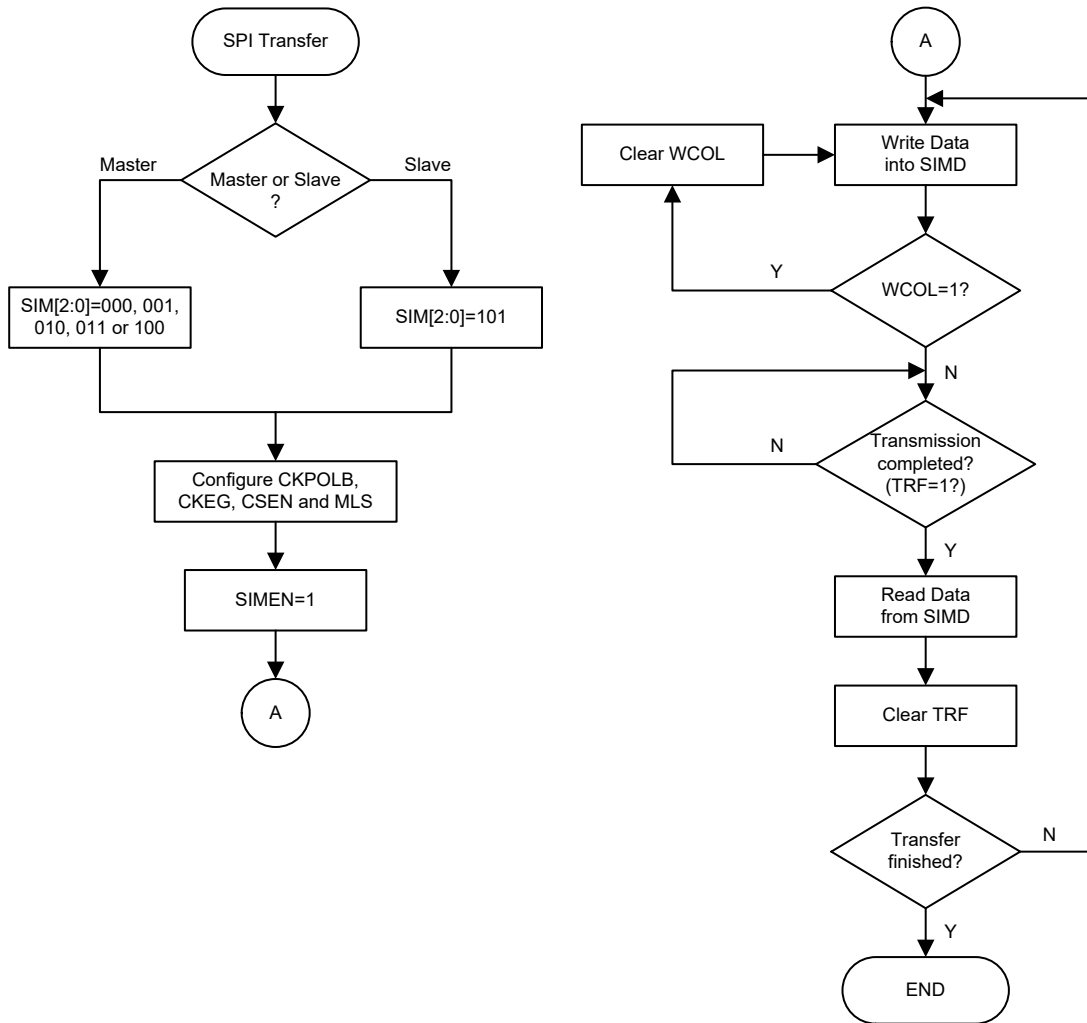 SPI Transfer
Master
Master or Slave
?
Slave
SIM[2:0]=000, 001,
010, 011 or 100
SIM[2:0]=101
Configure CKPOLB,
CKEG, CSEN and MLS
SIMEN=1
A
A
Clear WCOL
Write Data
into SIMD
Y
WCOL=1?
N
N
Transmission
completed?
(TRF=1?)
Y
Read Data
from SIMD
Clear TRF
Transfer
finished?
N
Y
END